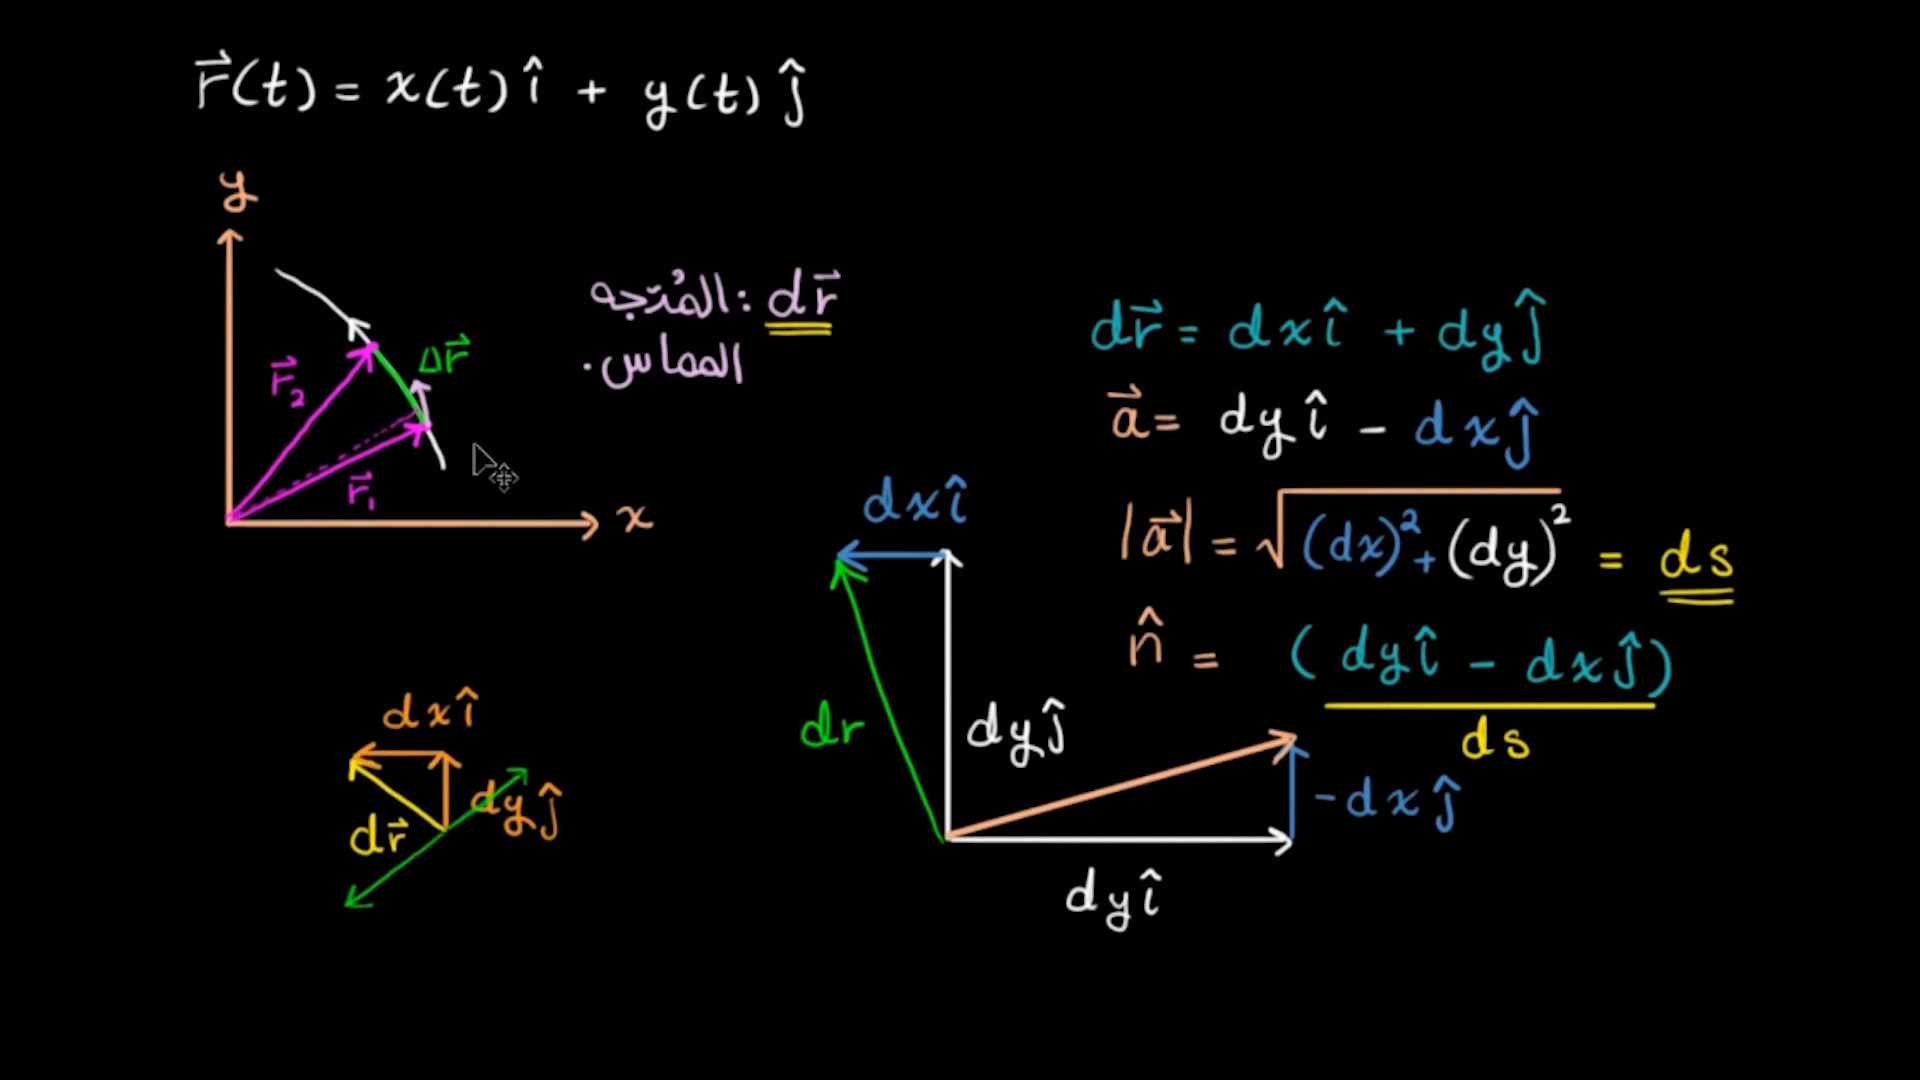 r⃗(t) = x(t) î + y(t) ĵ
y
r⃗₂
Δr⃗
r⃗₁
x
dr⃗ : المُتّجه
المماس.
dr⃗ = dx î + dy ĵ
a⃗ = dy î - dx ĵ
|a⃗| = √((dx)² + (dy)²) = ds
n̂ = (dy î - dx ĵ)
ds
dx î
dr
dy ĵ
-dx ĵ
dy î
dx î
dy ĵ
dr⃗